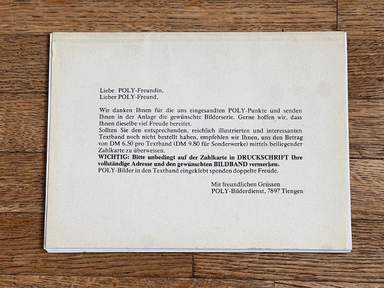 Liebe POLY-Freundin,
Lieber POLY-Freund,
Wir danken Ihnen für die uns eingesandten POLY-Punkte und senden
Ihnen in der Anlage die gewünschte Bilderserie. Gerne hoffen wir, dass
Ihnen dieselbe viel Freude bereitet.
Sollten Sie den entsprechenden, reichlich illustrierten und interessanten
Textband noch nicht bestellt haben, empfehlen wir Ihnen, uns den Betrag
von DM 6.50 pro Textband (DM 9.80 für Sonderwerke) mittels beiliegender
Zahlkarte zu überweisen.
WICHTIG: Bitte unbedingt auf der Zahlkarte in DRUCKSCHRIFT Ihre
vollständige Adresse und den gewünschten BILDBAND vermerken.
POLY-Bilder in den Textband eingeklebt spenden doppelte Freude.
Mit freundlichen Grüssen
POLY-Bilderdienst, 7897 Tiengen